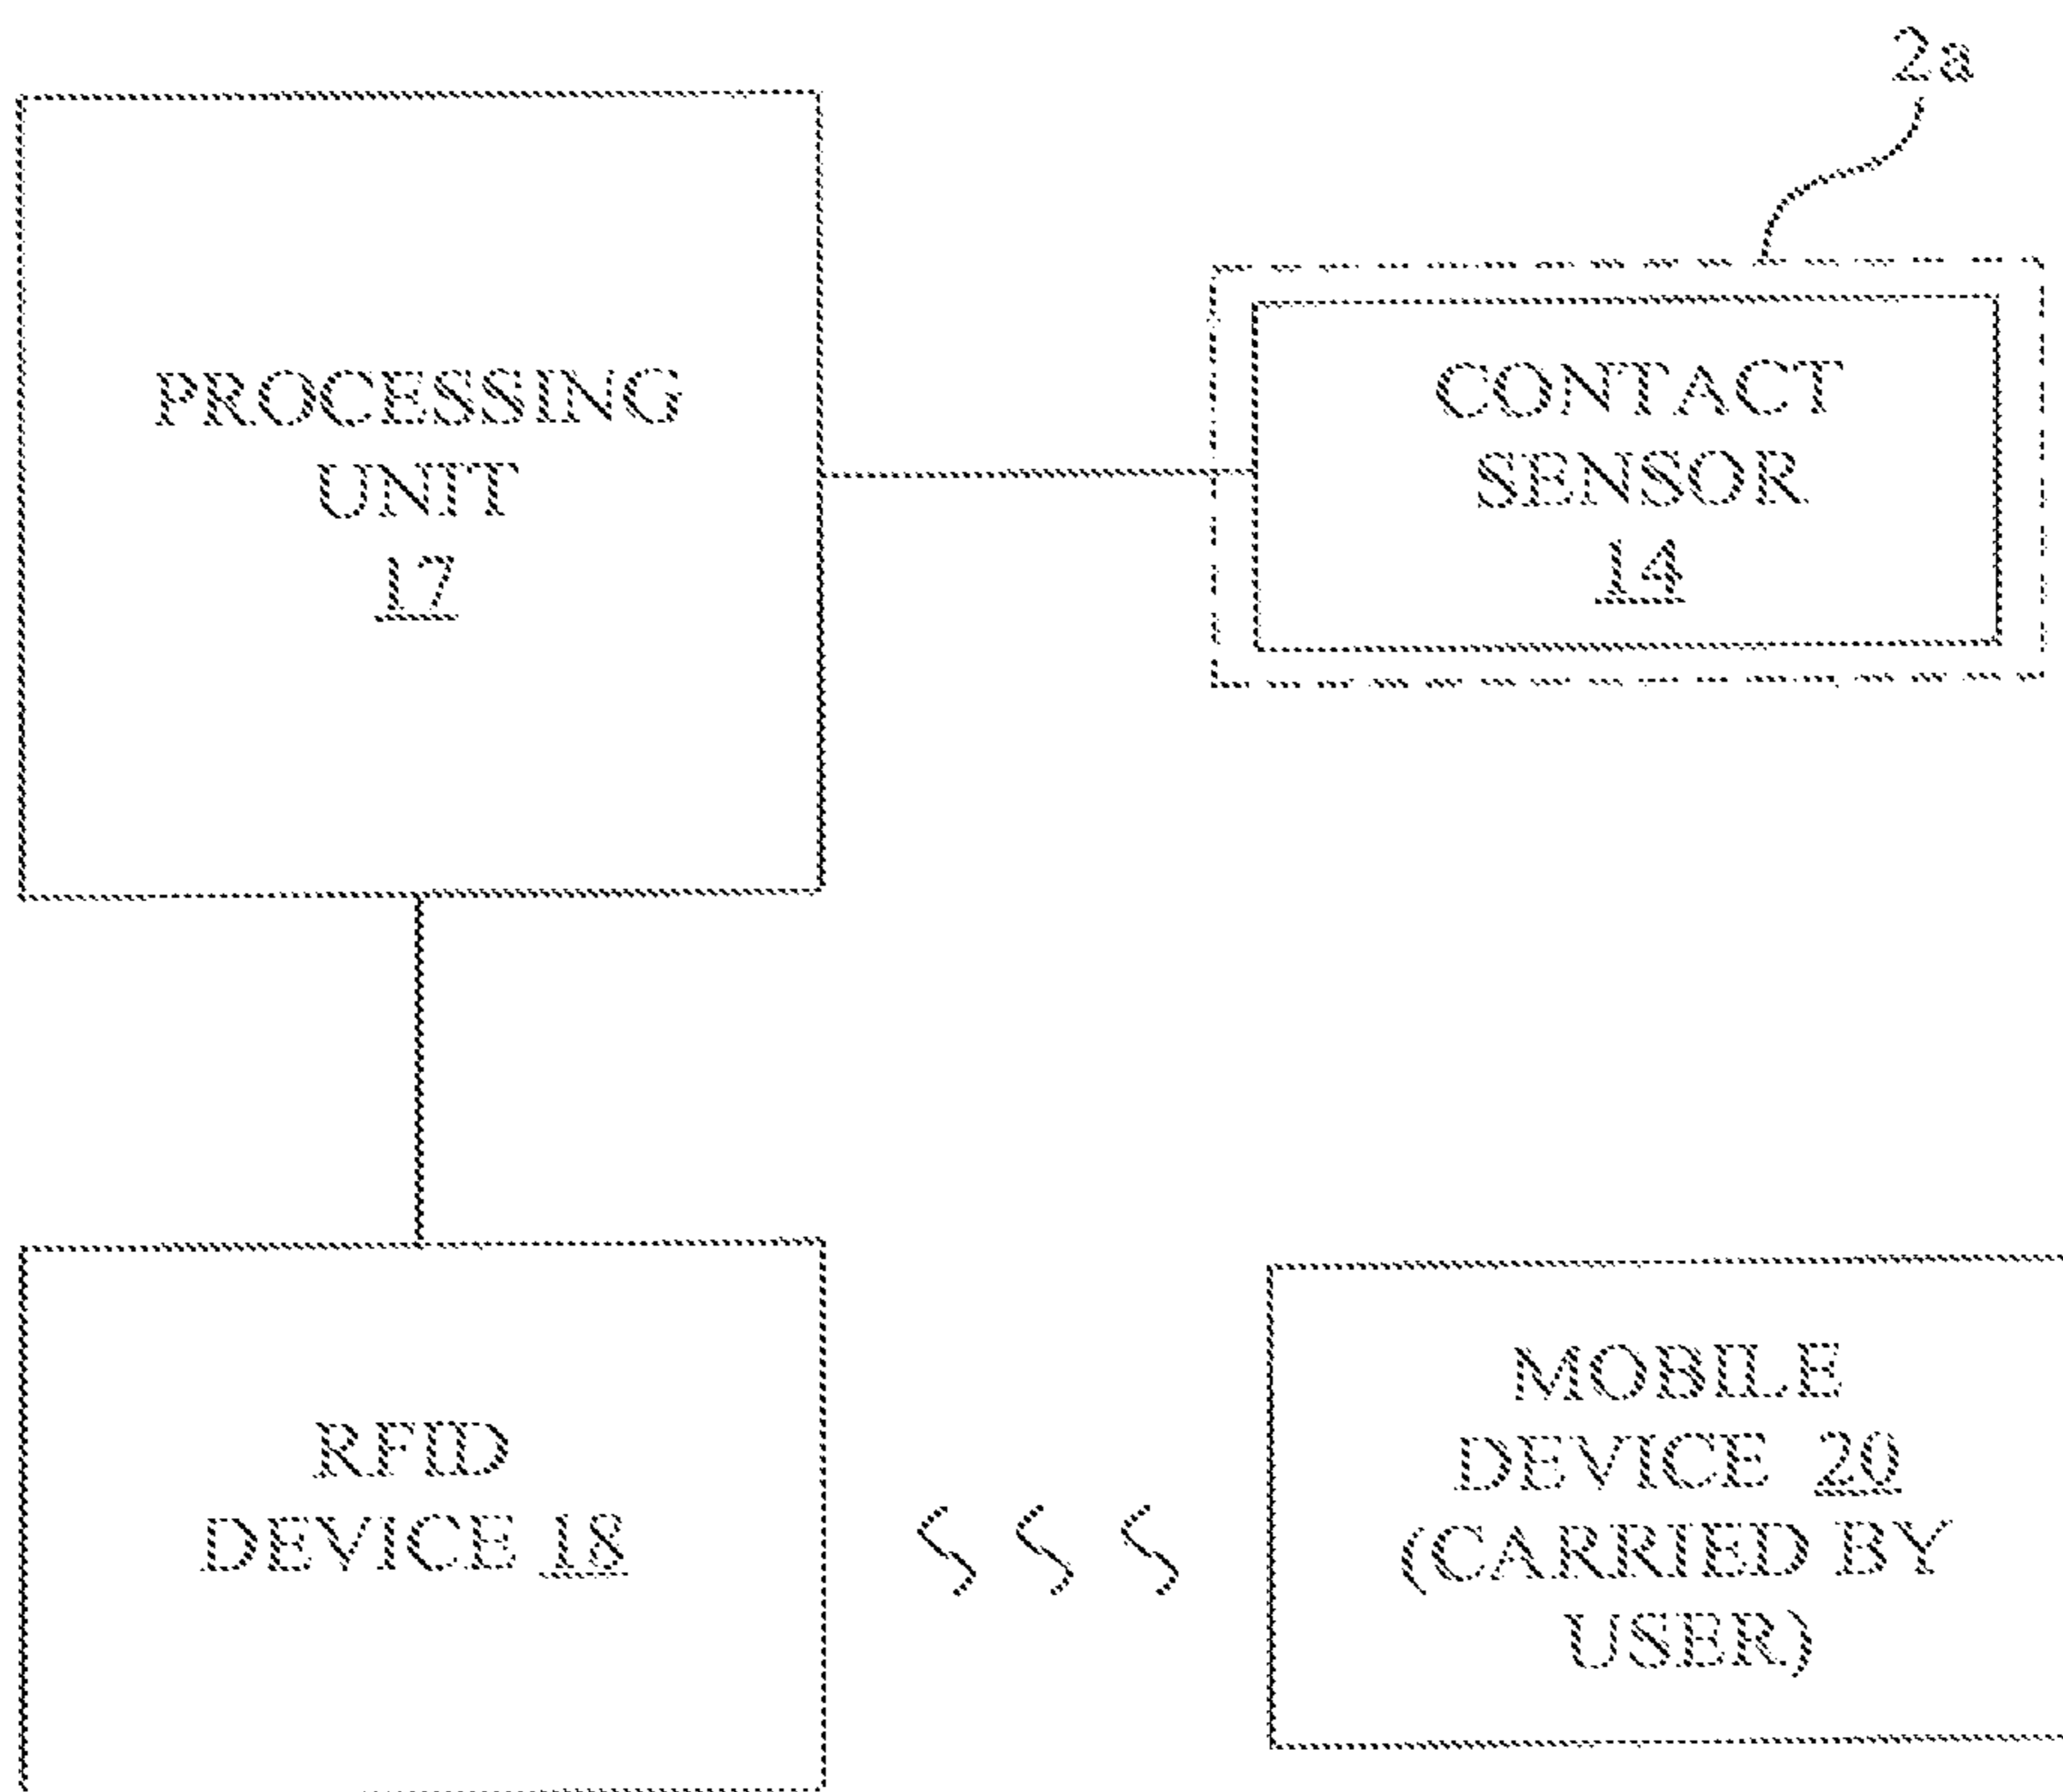 2a
PROCESSING
UNIT
17
CONTACT
SENSOR
14
RFID
DEVICE 18
MOBILE
DEVICE 20
(CARRIED BY
USER)